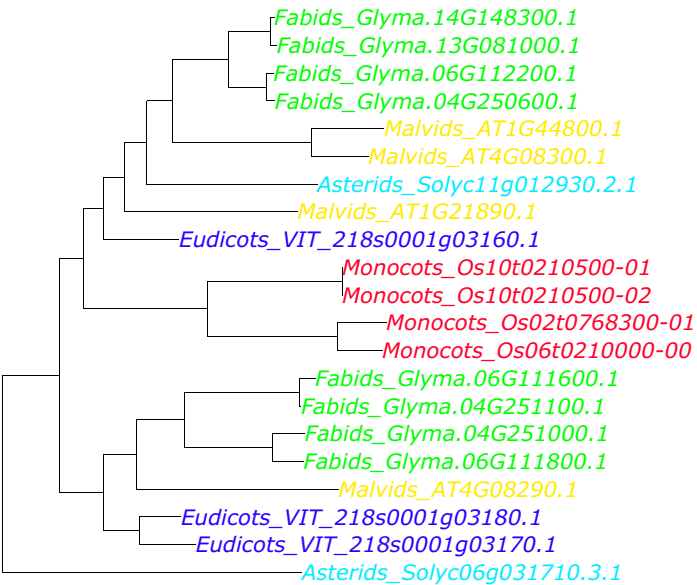 Fabids_Glyma.14G148300.1
Fabids_Glyma.13G081000.1
Fabids_Glyma.06G112200.1
Fabids_Glyma.04G250600.1
Malvids_AT1G44800.1
Malvids_AT4G08300.1
Asterids_Solyc11g012930.2.1
Malvids_AT1G21890.1
Eudicots_VIT_218s0001g03160.1
Monocots_Os10t0210500-01
Monocots_Os10t0210500-02
Monocots_Os02t0768300-01
Monocots_Os06t0210000-00
Fabids_Glyma.06G111600.1
Fabids_Glyma.04G251100.1
Fabids_Glyma.04G251000.1
Fabids_Glyma.06G111800.1
Malvids_AT4G08290.1
Eudicots_VIT_218s0001g03180.1
Eudicots_VIT_218s0001g03170.1
Asterids_Solyc06g031710.3.1